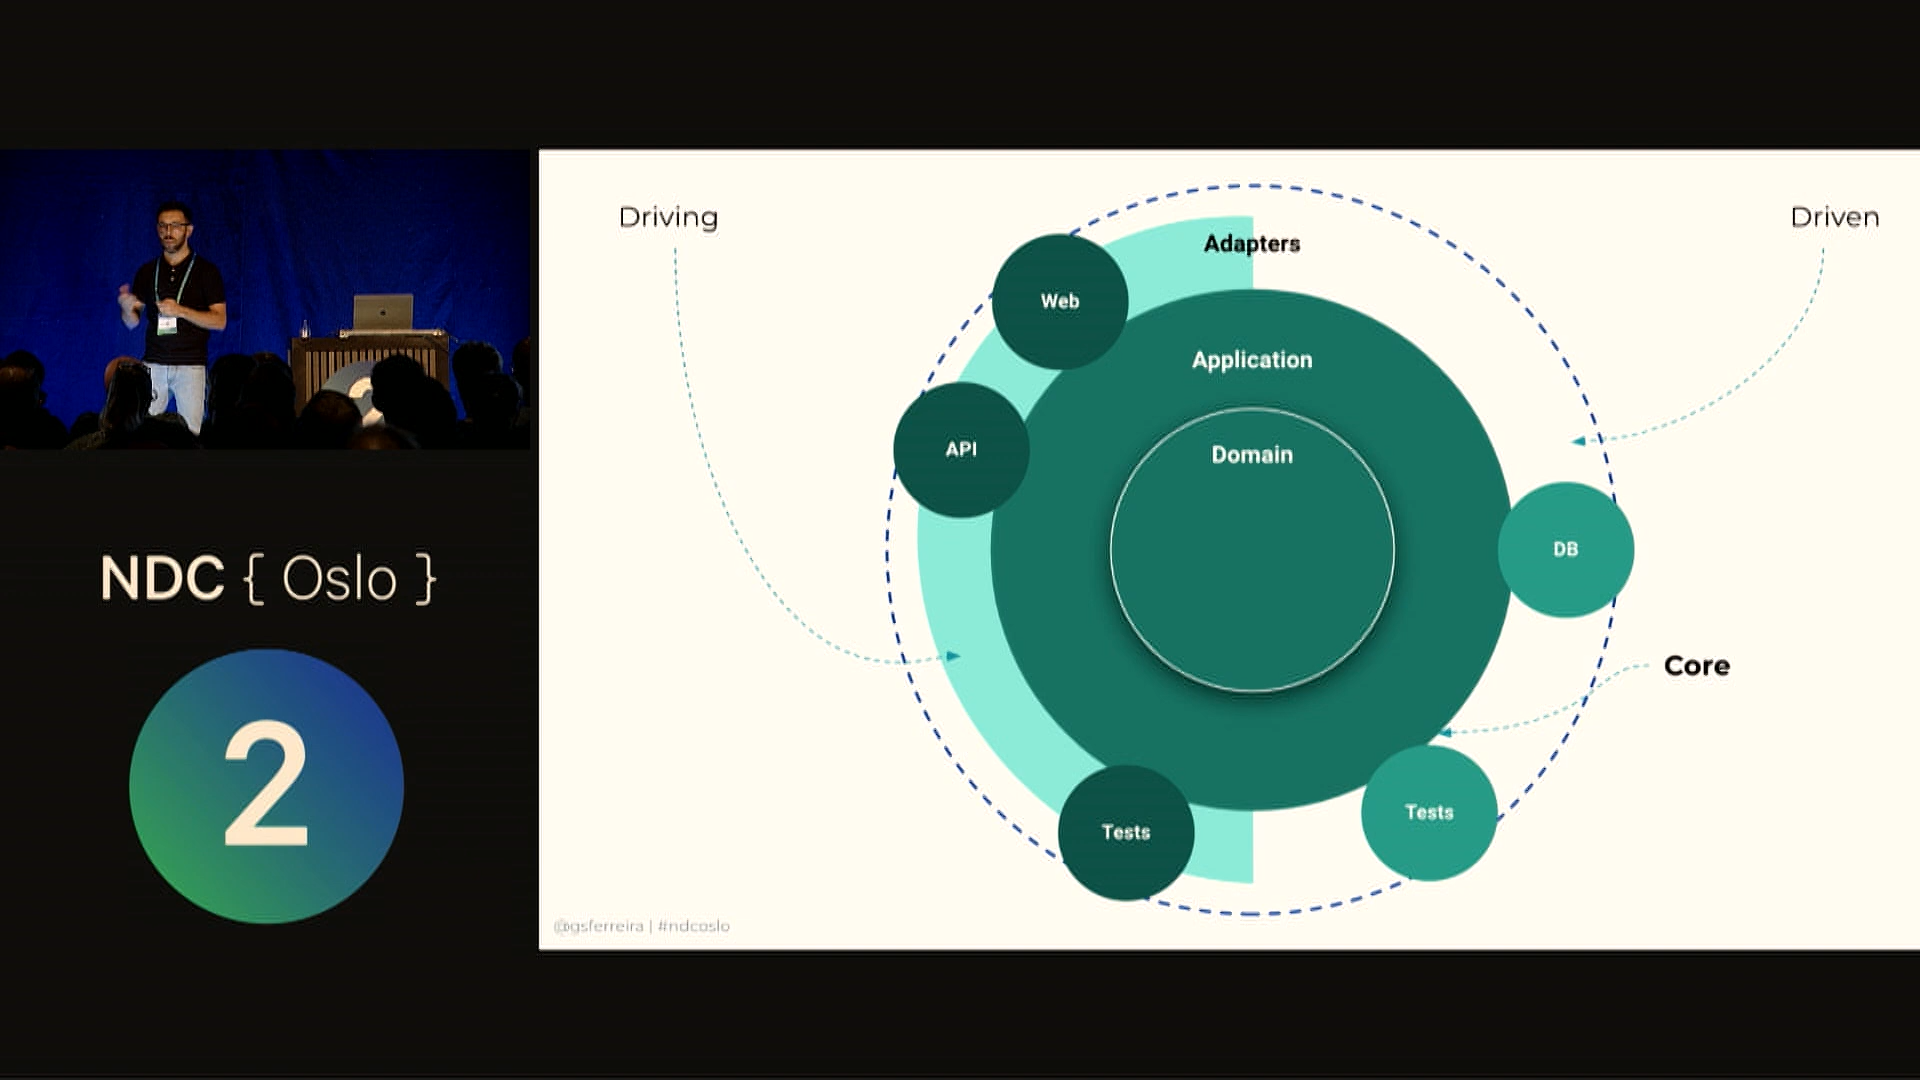 NDC { Oslo }
2
Driving
Driven
Adapters
Web
Application
API
Domain
DB
Core
Tests
Tests
@gsferreira | #ndcoslo